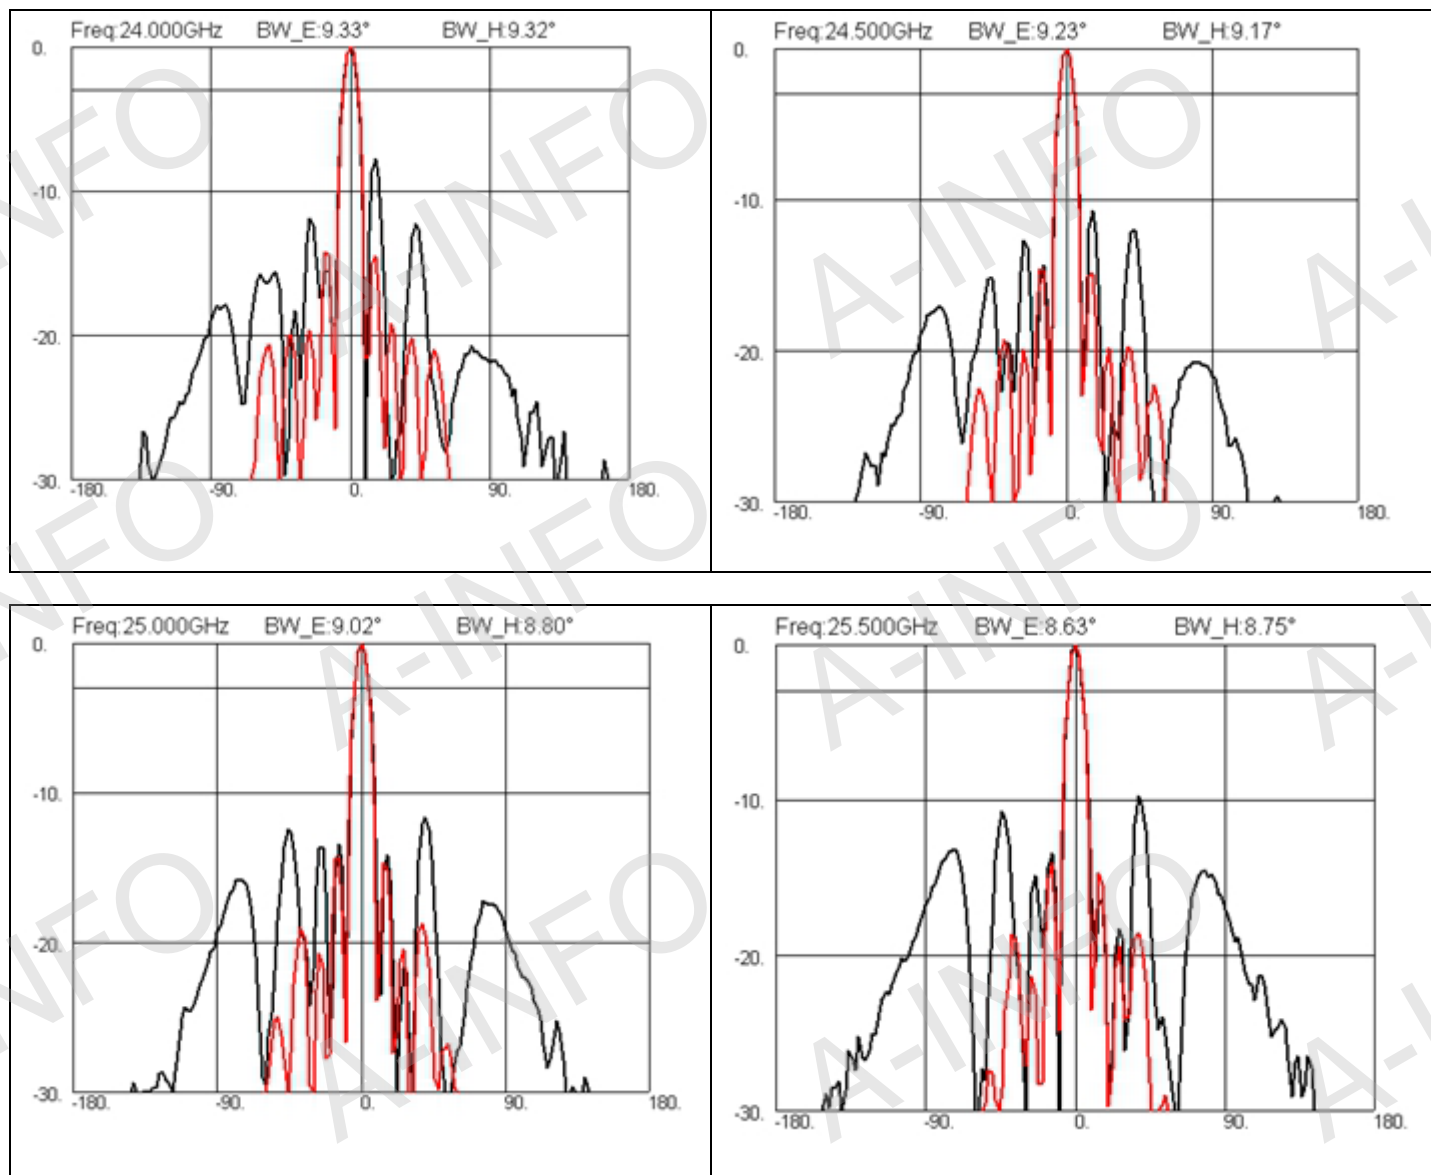 Freq:24.000GHz BW_E:9.33° BW_H:9.32°
0.
-10.
-20.
-30.
-180. -90. 0. 90. 180.
Freq:24.500GHz BW_E:9.23° BW_H:9.17°
0.
-10.
-20.
-30.
-180. -90. 0. 90. 180.
Freq:25.000GHz BW_E:9.02° BW_H:8.80°
0.
-10.
-20.
-30.
-180. -90. 0. 90. 180.
Freq:25.500GHz BW_E:8.63° BW_H:8.75°
0.
-10.
-20.
-30.
-180. -90. 0. 90. 180.
A-INFO
A-INFO
A-INFO
A-INFO
A-INFO
A-INFO
A-INFO
A-INFO